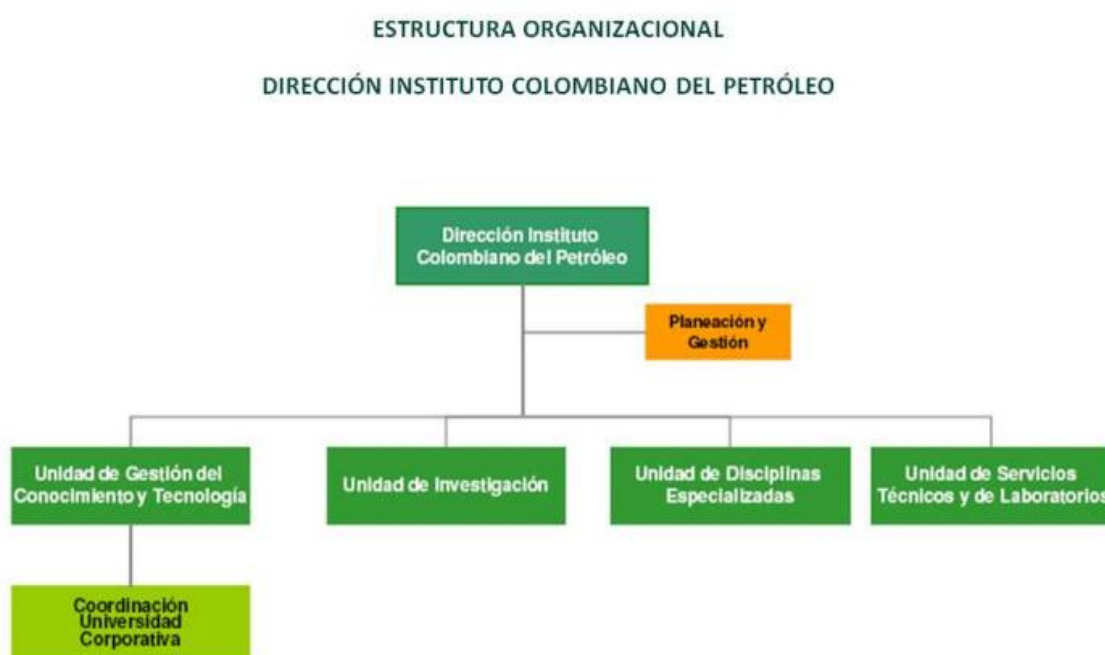 ESTRUCTURA ORGANIZACIONAL
DIRECCIÓN INSTITUTO COLOMBIANO DEL PETRÓLEO
Dirección Instituto
Colombiano del Petróleo
Planeación y
Gestión
Unidad de Gestión del
Conocimiento y Tecnología
Unidad de Investigación
Unidad de Disciplinas
Especializadas
Unidad de Servicios
Técnicos y de Laboratorios
Coordinación
Universidad
Corporativa